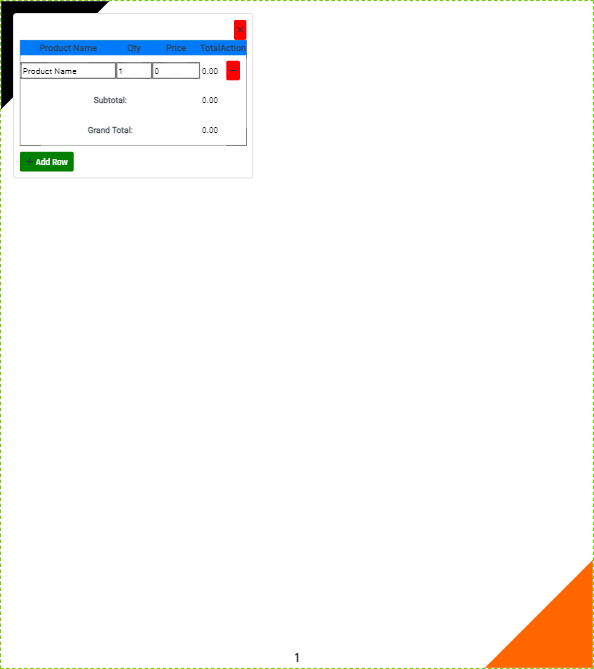 ×
Product Name Qty Price Total Action
Product Name 1 0 0.00 —
Subtotal: 0.00
Grand Total: 0.00
+ Add Row
1